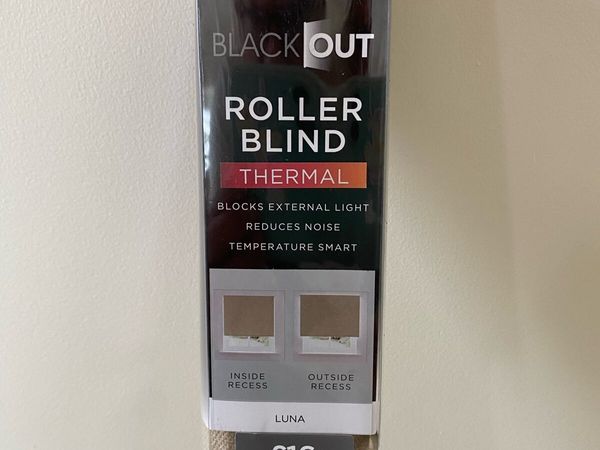 BLACKOUT
ROLLER
BLIND
THERMAL
BLOCKS EXTERNAL LIGHT
REDUCES NOISE
TEMPERATURE SMART
INSIDE RECESS
OUTSIDE RECESS
LUNA